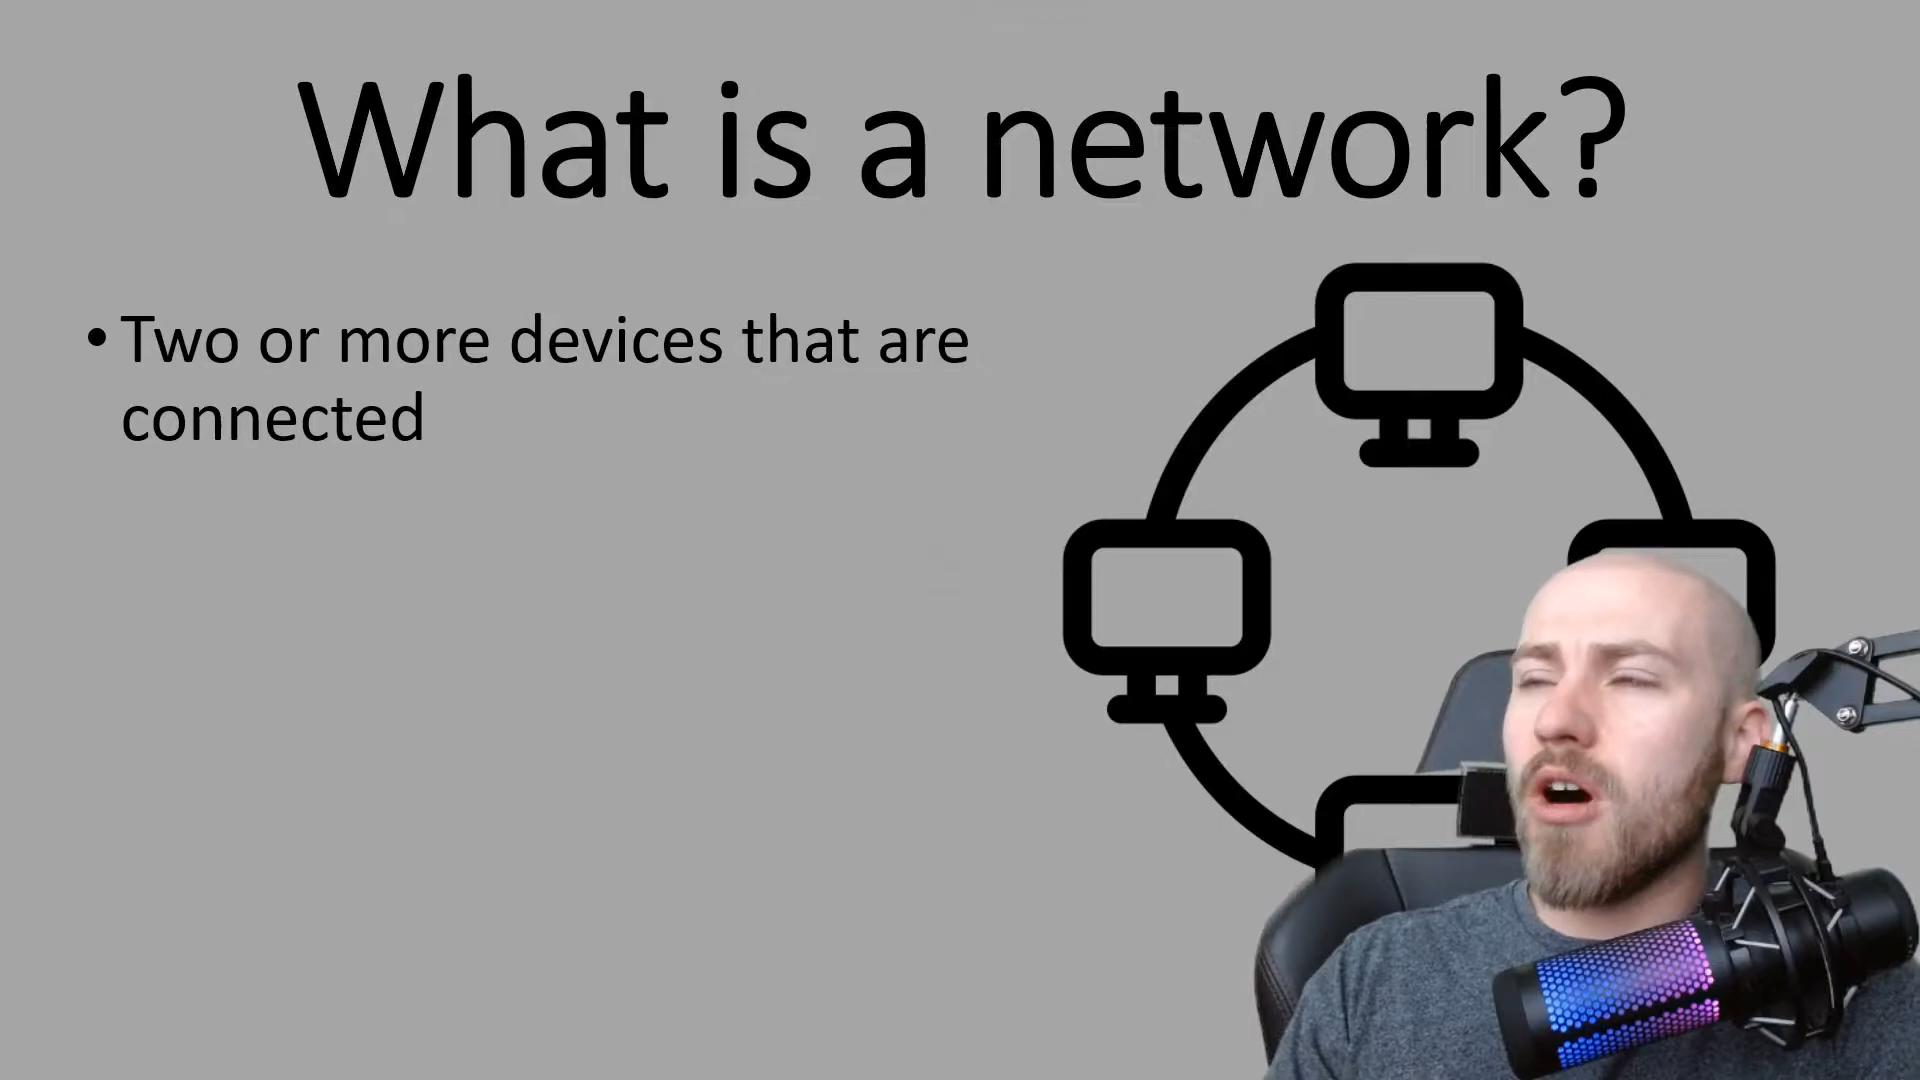 What is a network?
• Two or more devices that are
connected